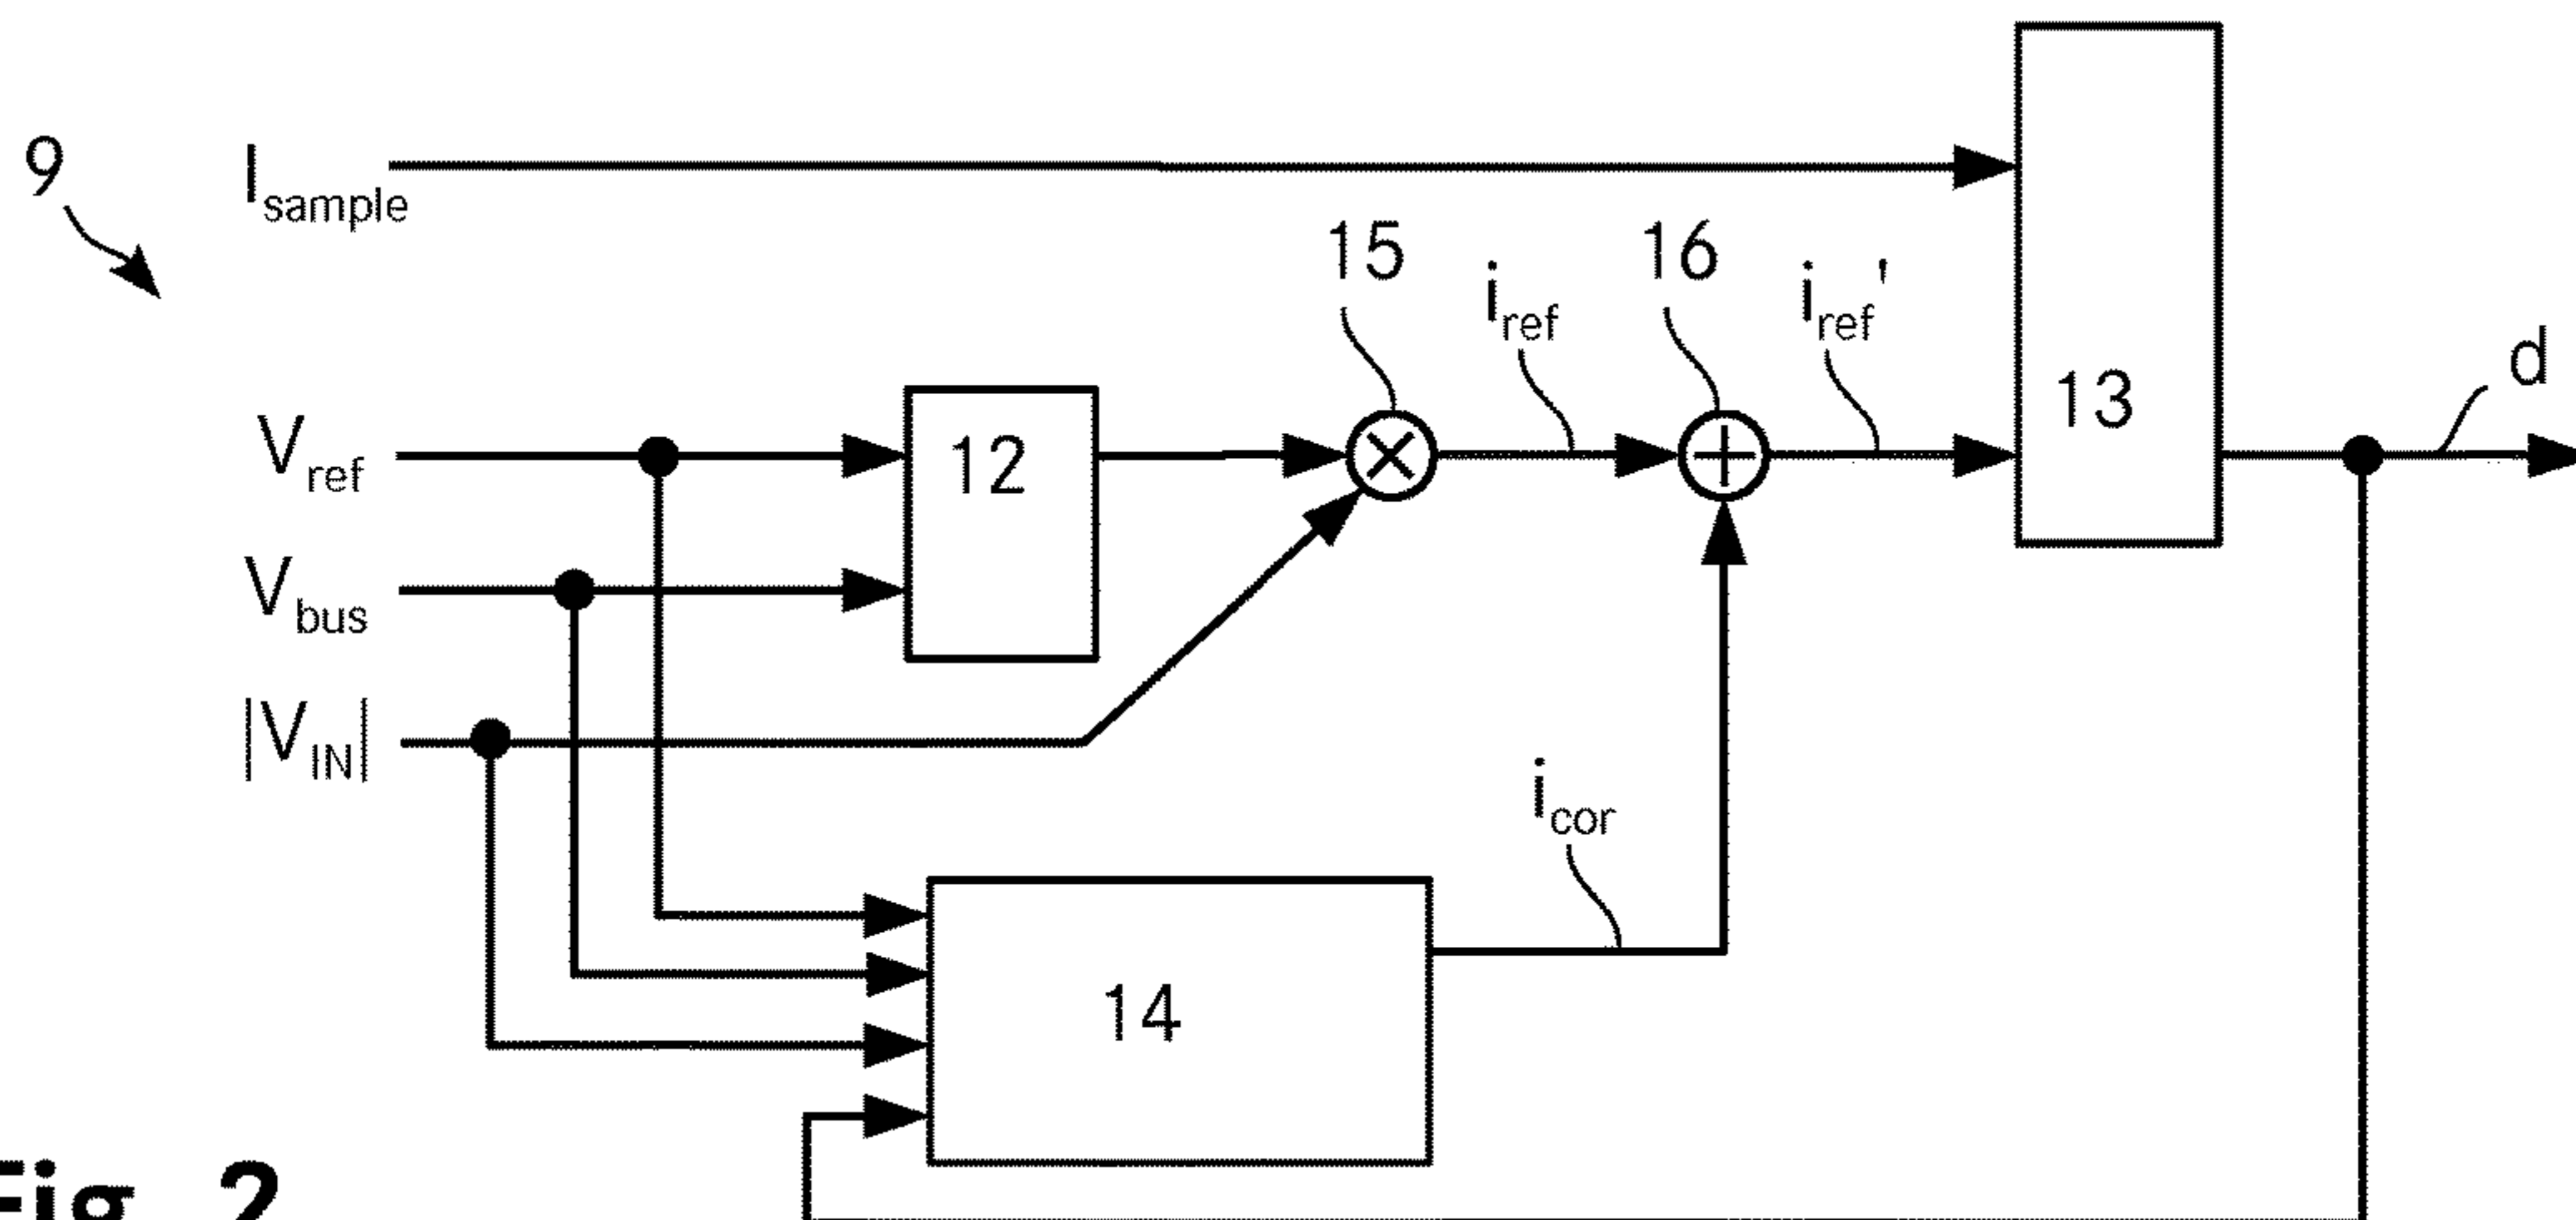 9
I_sample
15
16
i_ref
i_ref'
V_ref
12
13
d
V_bus
|V_IN|
i_cor
14
Fig. 2